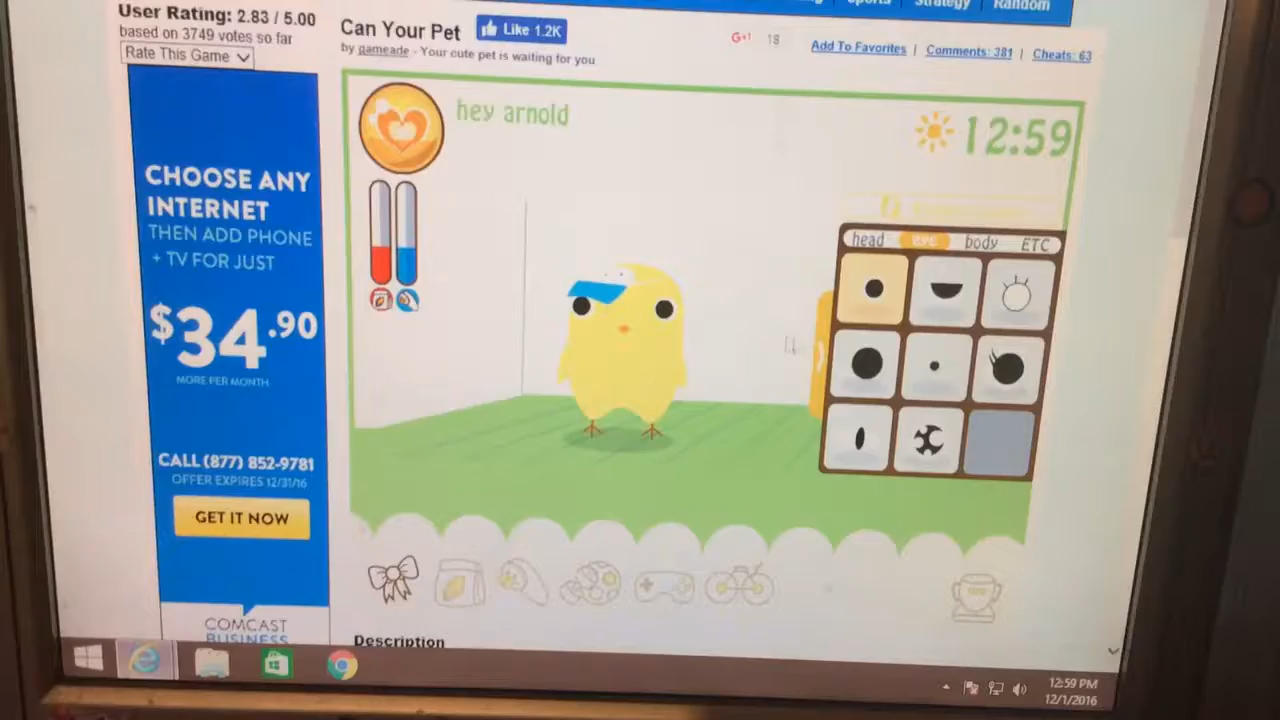 Sports | Strategy | Random
User Rating: 2.83 / 5.00
based on 3749 votes so far
Rate This Game
Can Your Pet
Like 1.2K
by gameade - Your cute pet is waiting for you
G+1 18
Add To Favorites | Comments: 381 | Cheats: 63
CHOOSE ANY
INTERNET
THEN ADD PHONE
+ TV FOR JUST
$34.90
MORE PER MONTH
CALL (877) 852-9781
OFFER EXPIRES 12/31/16
GET IT NOW
COMCAST
BUSINESS
hey arnold
12:59
head eye body ETC
Description
12:59 PM
12/1/2016